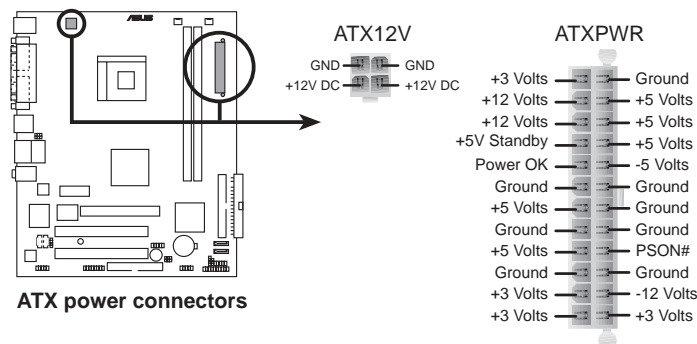 ASUS
ATX12V
ATXPWR
GND GND
+12V DC +12V DC
+3 Volts Ground
+12 Volts +5 Volts
+12 Volts +5 Volts
+5V Standby +5 Volts
Power OK -5 Volts
Ground Ground
+5 Volts Ground
Ground Ground
+5 Volts PSON#
Ground Ground
+3 Volts -12 Volts
+3 Volts +3 Volts
ATX power connectors